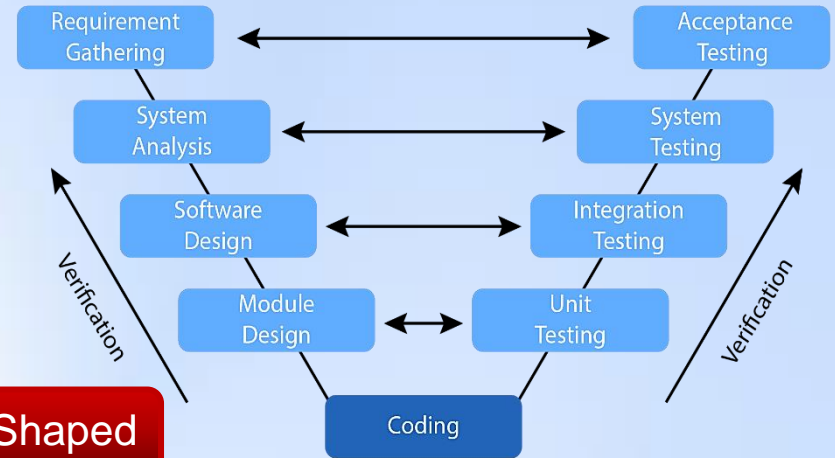 Requirement
Gathering
Acceptance
Testing
System
Analysis
System
Testing
Software
Design
Integration
Testing
Verification
Verification
Module
Design
Unit
Testing
Coding
Shaped